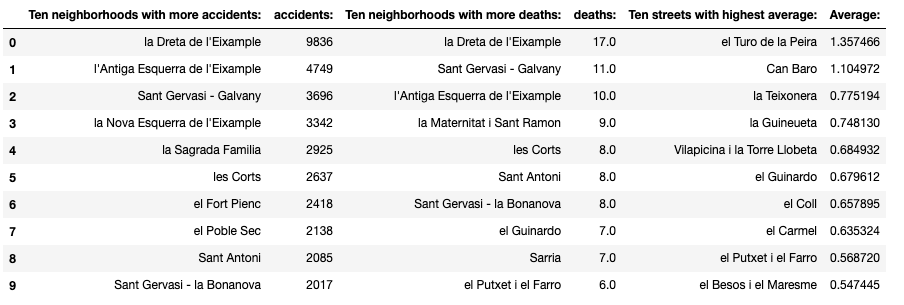 Ten neighborhoods with more accidents: accidents: Ten neighborhoods with more deaths: deaths: Ten streets with highest average: Average:
0 la Dreta de l'Eixample 9836 la Dreta de l'Eixample 17.0 el Turo de la Peira 1.357466
1 l'Antiga Esquerra de l'Eixample 4749 Sant Gervasi - Galvany 11.0 Can Baro 1.104972
2 Sant Gervasi - Galvany 3696 l'Antiga Esquerra de l'Eixample 10.0 la Teixonera 0.775194
3 la Nova Esquerra de l'Eixample 3342 la Maternitat i Sant Ramon 9.0 la Guineueta 0.748130
4 la Sagrada Familia 2925 les Corts 8.0 Vilapicina i la Torre Llobeta 0.684932
5 les Corts 2637 Sant Antoni 8.0 el Guinardo 0.679612
6 el Fort Pienc 2418 Sant Gervasi - la Bonanova 8.0 el Coll 0.657895
7 el Poble Sec 2138 el Guinardo 7.0 el Carmel 0.635324
8 Sant Antoni 2085 Sarria 7.0 el Putxet i el Farro 0.568720
9 Sant Gervasi - la Bonanova 2017 el Putxet i el Farro 6.0 el Besos i el Maresme 0.547445